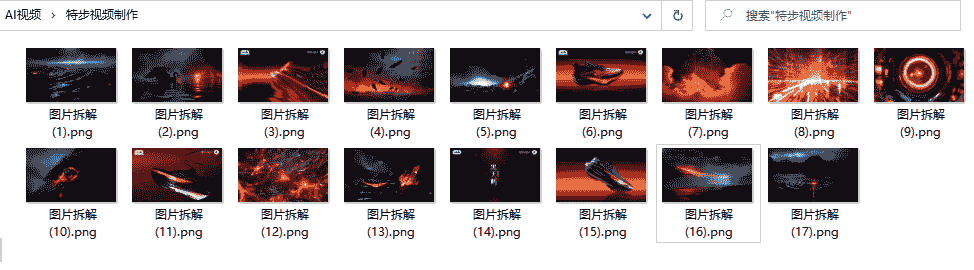 AI视频 › 特步视频制作
搜索"特步视频制作"
图片拆解
(1).png
图片拆解
(2).png
图片拆解
(3).png
图片拆解
(4).png
图片拆解
(5).png
图片拆解
(6).png
图片拆解
(7).png
图片拆解
(8).png
图片拆解
(9).png
图片拆解
(10).png
图片拆解
(11).png
图片拆解
(12).png
图片拆解
(13).png
图片拆解
(14).png
图片拆解
(15).png
图片拆解
(16).png
图片拆解
(17).png